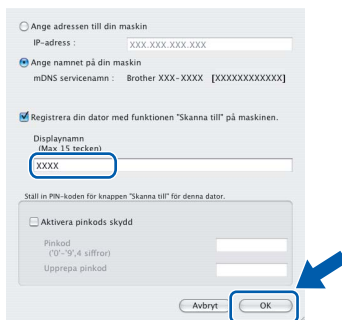 Ange adressen till din maskin
IP-adress :
XXX.XXX.XXX.XXX
Ange namnet på din maskin
mDNS servicenamn : Brother XXX-XXXX [XXXXXXXXXXXX]
Registrera din dator med funktionen "Skanna till" på maskinen.
Displaynamn
(Max 15 tecken)
XXXX
Ställ in PIN-koden för knappen "Skanna till" för denna dator.
Aktivera pinkods skydd
Pinkod
('0'-'9',4 siffror)
Upprepa pinkod
Avbryt OK